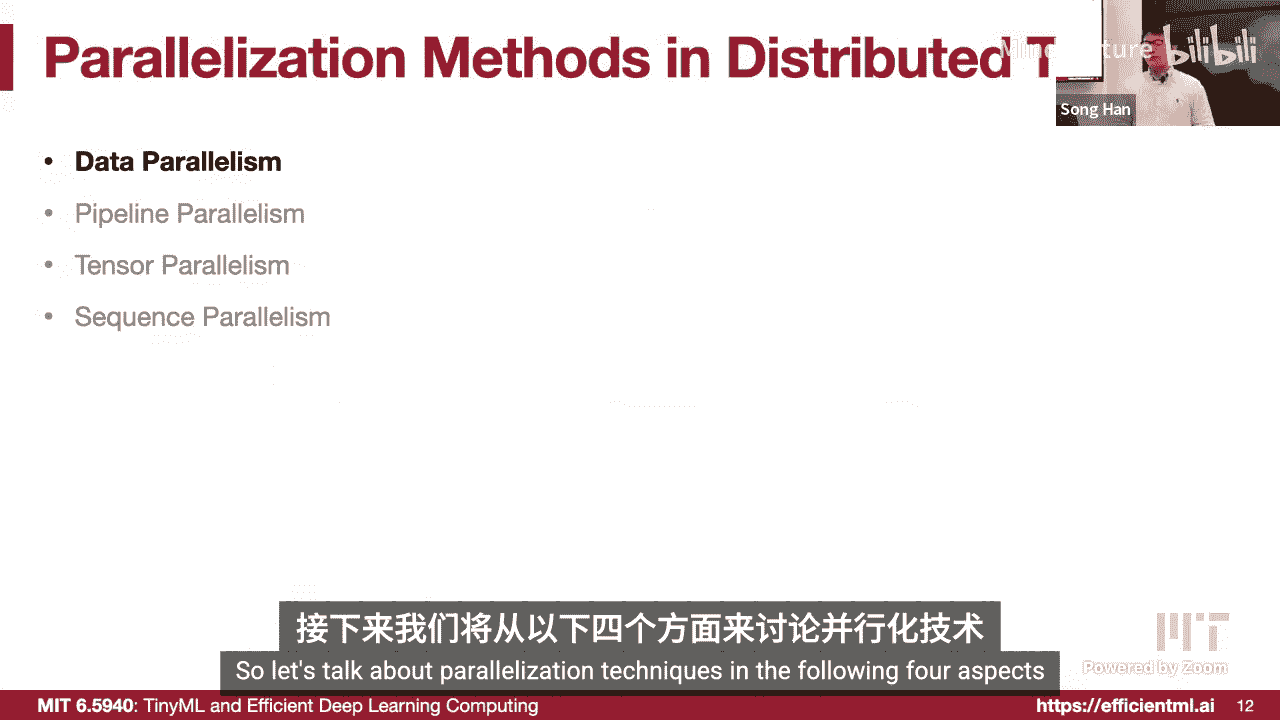 Parallelization Methods in Distributed T
bilibili
Song Han
• Data Parallelism
• Pipeline Parallelism
• Tensor Parallelism
• Sequence Parallelism
接下来我们将从以下四个方面来讨论并行化技术
So let's talk about parallelization techniques in the following four aspects
MIT
Powered by Zoom
MIT 6.5940: TinyML and Efficient Deep Learning Computing
https://efficientml.ai
12